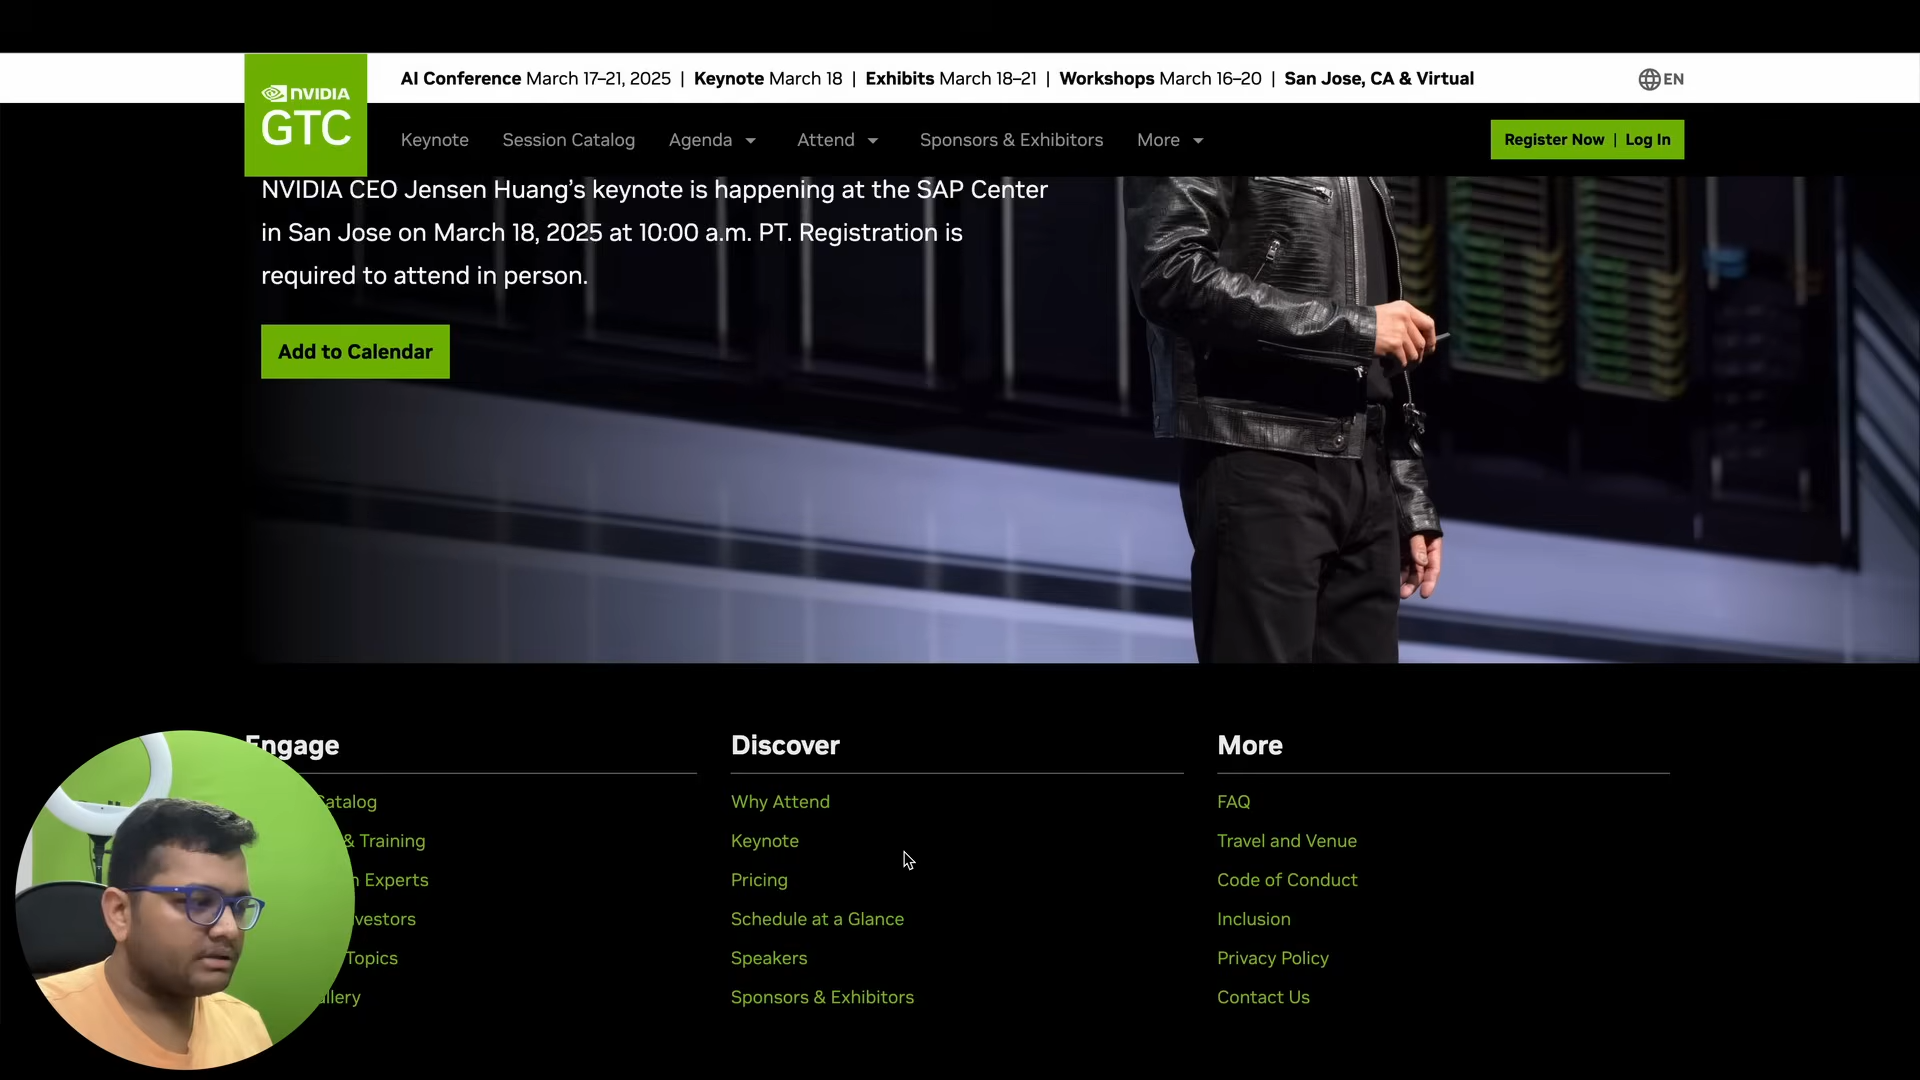 AI Conference March 17–21, 2025 | Keynote March 18 | Exhibits March 18–21 | Workshops March 16–20 | San Jose, CA & Virtual
EN
NVIDIA
GTC
Keynote
Session Catalog
Agenda
Attend
Sponsors & Exhibitors
More
Register Now | Log In
NVIDIA CEO Jensen Huang’s keynote is happening at the SAP Center
in San Jose on March 18, 2025 at 10:00 a.m. PT. Registration is
required to attend in person.
Add to Calendar
Engage
Catalog
& Training
Experts
Topics
Discover
Why Attend
Keynote
Pricing
Schedule at a Glance
Speakers
Sponsors & Exhibitors
More
FAQ
Travel and Venue
Code of Conduct
Inclusion
Privacy Policy
Contact Us